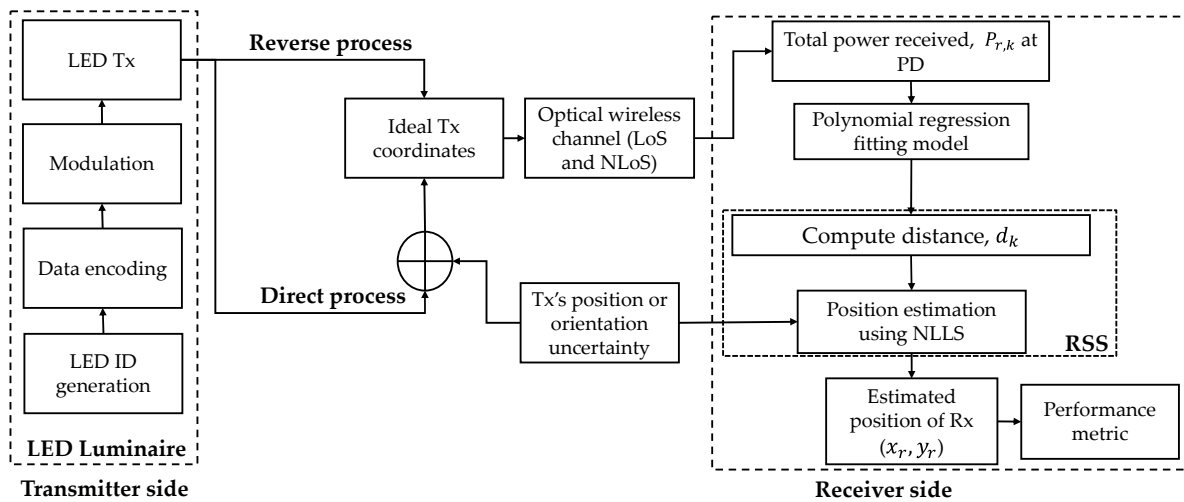 LED Tx
Modulation
Data encoding
LED ID
generation
LED Luminaire
Transmitter side
Reverse process
Direct process
Ideal Tx
coordinates
Optical wireless
channel (LoS
and NLoS)
Tx's position or
orientation
uncertainty
Total power received, P_{r,k} at
PD
Polynomial regression
fitting model
Compute distance, d_k
Position estimation
using NLLS
RSS
Estimated
position of Rx
(x_r, y_r)
Performance
metric
Receiver side